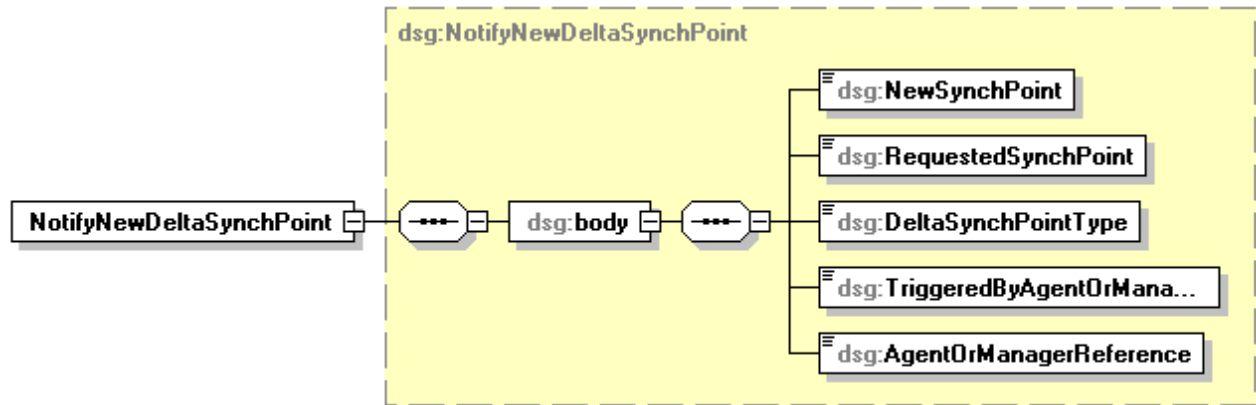 dsg:NotifyNewDeltaSynchPoint
dsg:NewSynchPoint
dsg:RequestedSynchPoint
NotifyNewDeltaSynchPoint
dsg:body
dsg:DeltaSynchPointType
dsg:TriggeredByAgentOrMana...
dsg:AgentOrManagerReference